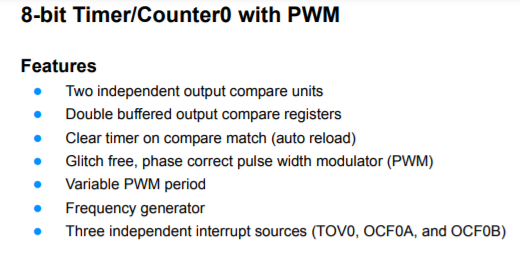 8-bit Timer/Counter0 with PWM
Features
● Two independent output compare units
● Double buffered output compare registers
● Clear timer on compare match (auto reload)
● Glitch free, phase correct pulse width modulator (PWM)
● Variable PWM period
● Frequency generator
● Three independent interrupt sources (TOV0, OCF0A, and OCF0B)